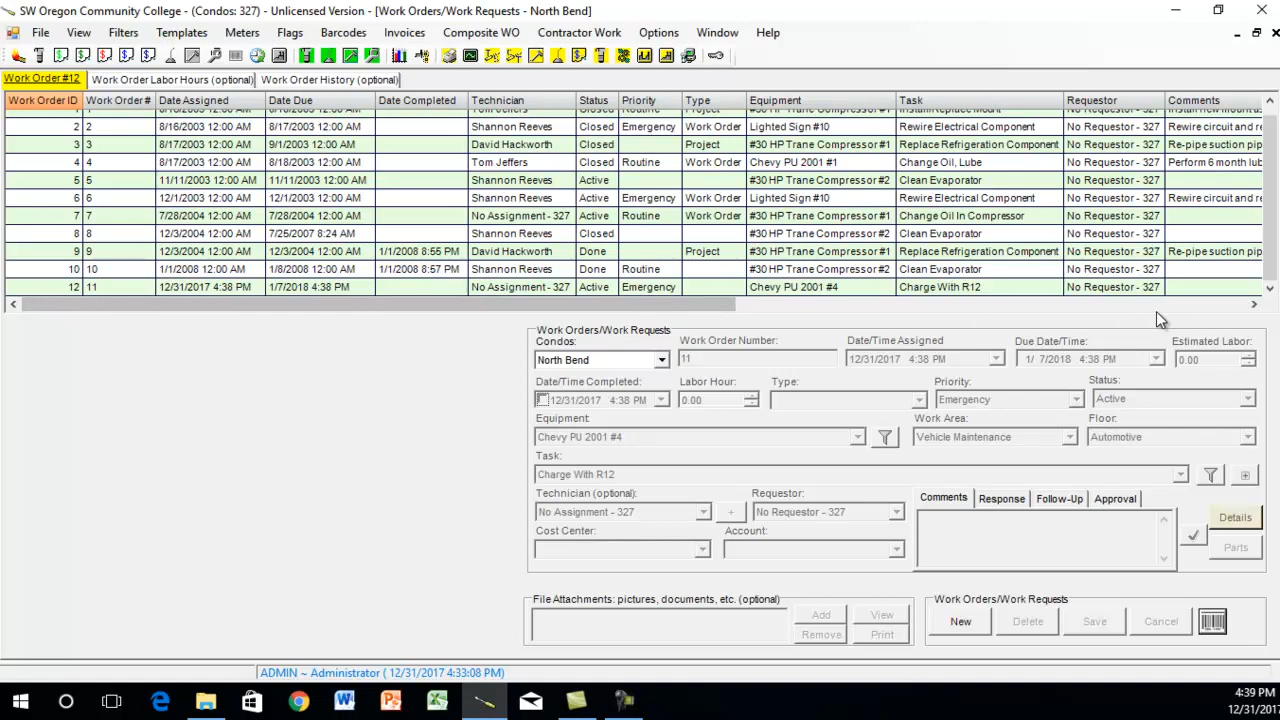 SW Oregon Community College - (Condos: 327) - Unlicensed Version - [Work Orders/Work Requests - North Bend]
File View Filters Templates Meters Flags Barcodes Invoices Composite WO Contractor Work Options Window Help
Work Order #12 Work Order Labor Hours (optional) Work Order History (optional)
Work Order ID Work Order # Date Assigned Date Due Date Completed Technician Status Priority Type Equipment Task Requestor Comments
2 2 8/16/2003 12:00 AM 8/17/2003 12:00 AM Shannon Reeves Closed Emergency Work Order Lighted Sign #10 Rewire Electrical Component No Requestor - 327 Rewire circuit and re
3 3 8/17/2003 12:00 AM 9/1/2003 12:00 AM David Hackworth Closed Project #30 HP Trane Compressor #1 Replace Refrigeration Component No Requestor - 327 Re-pipe suction pip
4 4 8/17/2003 12:00 AM 8/18/2003 12:00 AM Tom Jeffers Closed Routine Work Order Chevy PU 2001 #1 Change Oil, Lube No Requestor - 327 Perform 6 month lub
5 5 11/11/2003 12:00 AM 11/11/2003 12:00 AM Shannon Reeves Active #30 HP Trane Compressor #2 Clean Evaporator No Requestor - 327
6 6 12/1/2003 12:00 AM 12/1/2003 12:00 AM Shannon Reeves Active Emergency Work Order Lighted Sign #10 Rewire Electrical Component No Requestor - 327 Rewire circuit and re
7 7 7/28/2004 12:00 AM 7/28/2004 12:00 AM No Assignment - 327 Active Routine Work Order #30 HP Trane Compressor #1 Change Oil In Compressor No Requestor - 327
8 8 12/3/2004 12:00 AM 7/25/2007 8:24 AM Shannon Reeves Closed #30 HP Trane Compressor #2 Clean Evaporator No Requestor - 327
9 9 12/3/2004 12:00 AM 12/3/2004 12:00 AM 1/1/2008 8:55 PM David Hackworth Done Project #30 HP Trane Compressor #1 Replace Refrigeration Component No Requestor - 327 Re-pipe suction pip
10 10 1/1/2008 12:00 AM 1/8/2008 12:00 AM 1/1/2008 8:57 PM Shannon Reeves Done Routine #30 HP Trane Compressor #2 Clean Evaporator No Requestor - 327
12 11 12/31/2017 4:38 PM 1/7/2018 4:38 PM No Assignment - 327 Active Emergency Chevy PU 2001 #4 Charge With R12 No Requestor - 327
Work Orders/Work Requests
Condos: Work Order Number: Date/Time Assigned Due Date/Time: Estimated Labor:
North Bend 11 12/31/2017 4:38 PM 1/ 7/2018 4:38 PM 0.00
Date/Time Completed: Labor Hour: Type: Priority: Status:
12/31/2017 4:38 PM 0.00 Emergency Active
Equipment: Work Area: Floor:
Chevy PU 2001 #4 Vehicle Maintenance Automotive
Task:
Charge With R12
Technician (optional): Requestor: Comments Response Follow-Up Approval
No Assignment - 327 + No Requestor - 327 Details
Cost Center: Account: Parts
File Attachments: pictures, documents, etc. (optional) Work Orders/Work Requests
Add View New Delete Save Cancel
Remove Print
ADMIN ~ Administrator ( 12/31/2017 4:33:08 PM)
4:39 PM
12/31/2017